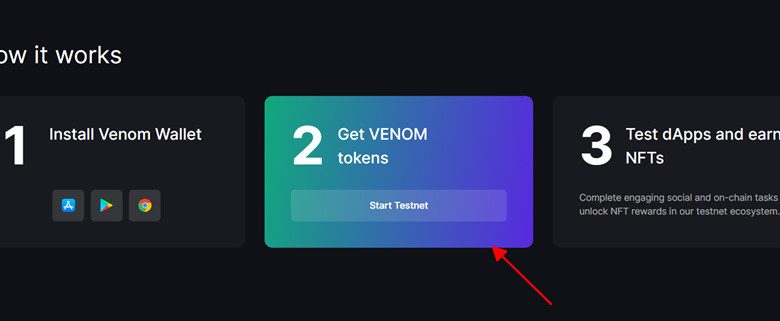 ow it works
1
Install Venom Wallet
2
Get VENOM
tokens
Start Testnet
3
Test dApps and earn
NFTs
Complete engaging social and on-chain tasks
unlock NFT rewards in our testnet ecosystem.